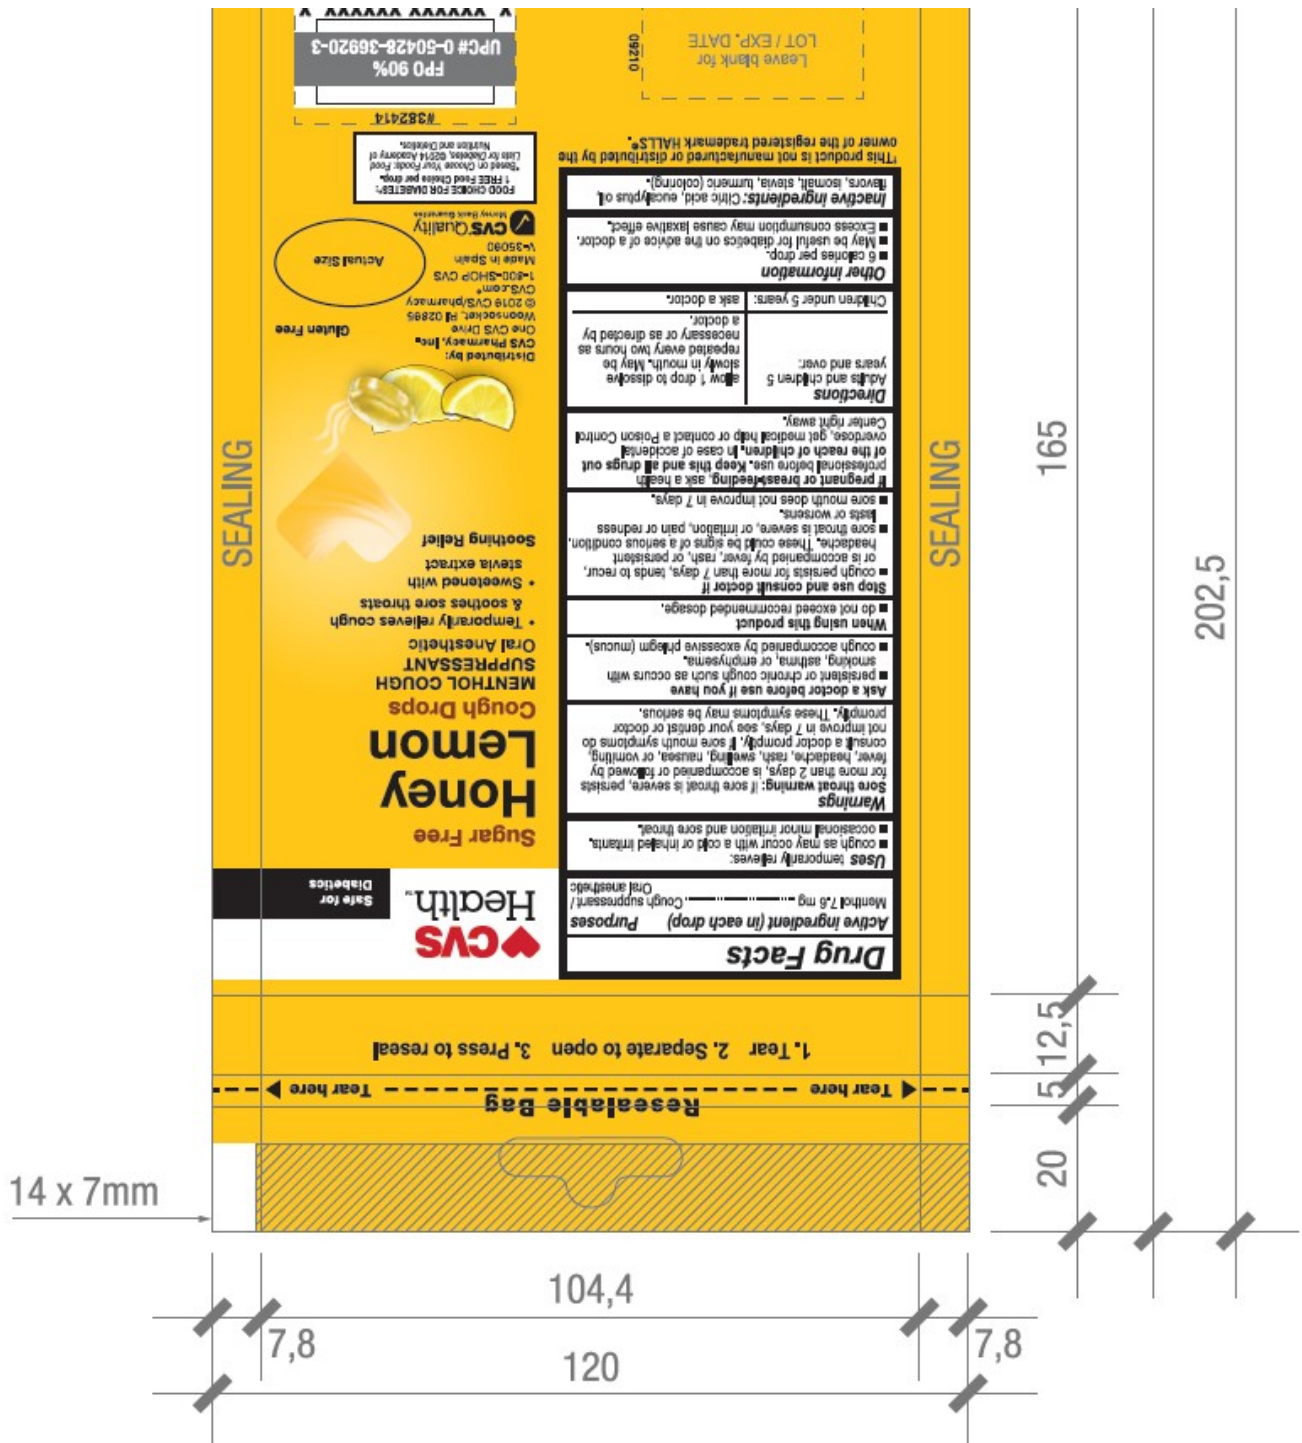 Resealable Bag
Tear here
Tear here
1. Tear 2. Separate to open 3. Press to reseal
SEALING
SEALING
Drug Facts
Active ingredient (in each drop) Purposes
Menthol 7.6 mg ........................ Cough suppressant /
Oral anesthetic
Uses temporarily relieves:
■ cough as may occur with a cold or inhaled irritants.
■ occasional minor irritation and sore throat.
Warnings
Sore throat warning: if sore throat is severe, persists
for more than 2 days, is accompanied or followed by
fever, headache, rash, swelling, nausea, or vomiting,
consult a doctor promptly. If sore mouth symptoms do
not improve in 7 days, see your dentist or doctor
promptly. These symptoms may be serious.
Ask a doctor before use if you have
■ persistent or chronic cough such as occurs with
smoking, asthma, or emphysema.
■ cough accompanied by excessive phlegm (mucus).
When using this product
■ do not exceed recommended dosage.
Stop use and consult doctor if
■ cough persists for more than 7 days, tends to recur,
or is accompanied by fever, rash, or persistent
headache. These could be signs of a serious condition.
■ sore throat is severe, or irritation, pain or redness
lasts or worsens.
■ sore mouth does not improve in 7 days.
If pregnant or breast-feeding, ask a health
professional before use. Keep this and all drugs out
of the reach of children. In case of accidental
overdose, get medical help or contact a Poison Control
Center right away.
Directions
Adults and children 5
years and over:
allow 1 drop to dissolve
slowly in mouth. May be
repeated every two hours as
necessary or as directed by
a doctor.
Children under 5 years:
ask a doctor.
Other information
■ 6 calories per drop.
■ May be useful for diabetics on the advice of a doctor.
■ Excess consumption may cause laxative effect.
Inactive ingredients: Citric acid, eucalyptus oil,
flavors, isomalt, stevia, turmeric (coloring).
†This product is not manufactured or distributed by the
owner of the registered trademark HALLS®.
Leave blank for
LOT / EXP. DATE
09210
CVS
Health™
Safe for
Diabetics
Sugar Free
Honey
Lemon
Cough Drops
MENTHOL COUGH
SUPPRESSANT
Oral Anesthetic
• Temporarily relieves cough
& soothes sore throats
• Sweetened with
stevia extract
Soothing Relief
Distributed by:
CVS Pharmacy, Inc.
One CVS Drive
Woonsocket, RI 02895
© 2016 CVS/pharmacy
CVS.com®
1-800-SHOP CVS
Made in Spain
V-35090
Gluten Free
Actual Size
CVS Quality
Money Back Guarantee
FOOD CHOICE FOR DIABETES*:
1 FREE Food Choice per drop.
*Based on Choose Your Foods: Food
Lists for Diabetes, ©2014 Academy of
Nutrition and Dietetics.
#382414
FPO 90%
UPC# 0-50428-36920-3
X XXXXXX XXXXXX X
14 x 7mm
165
12,5
5
20
202,5
104,4
7,8
7,8
120